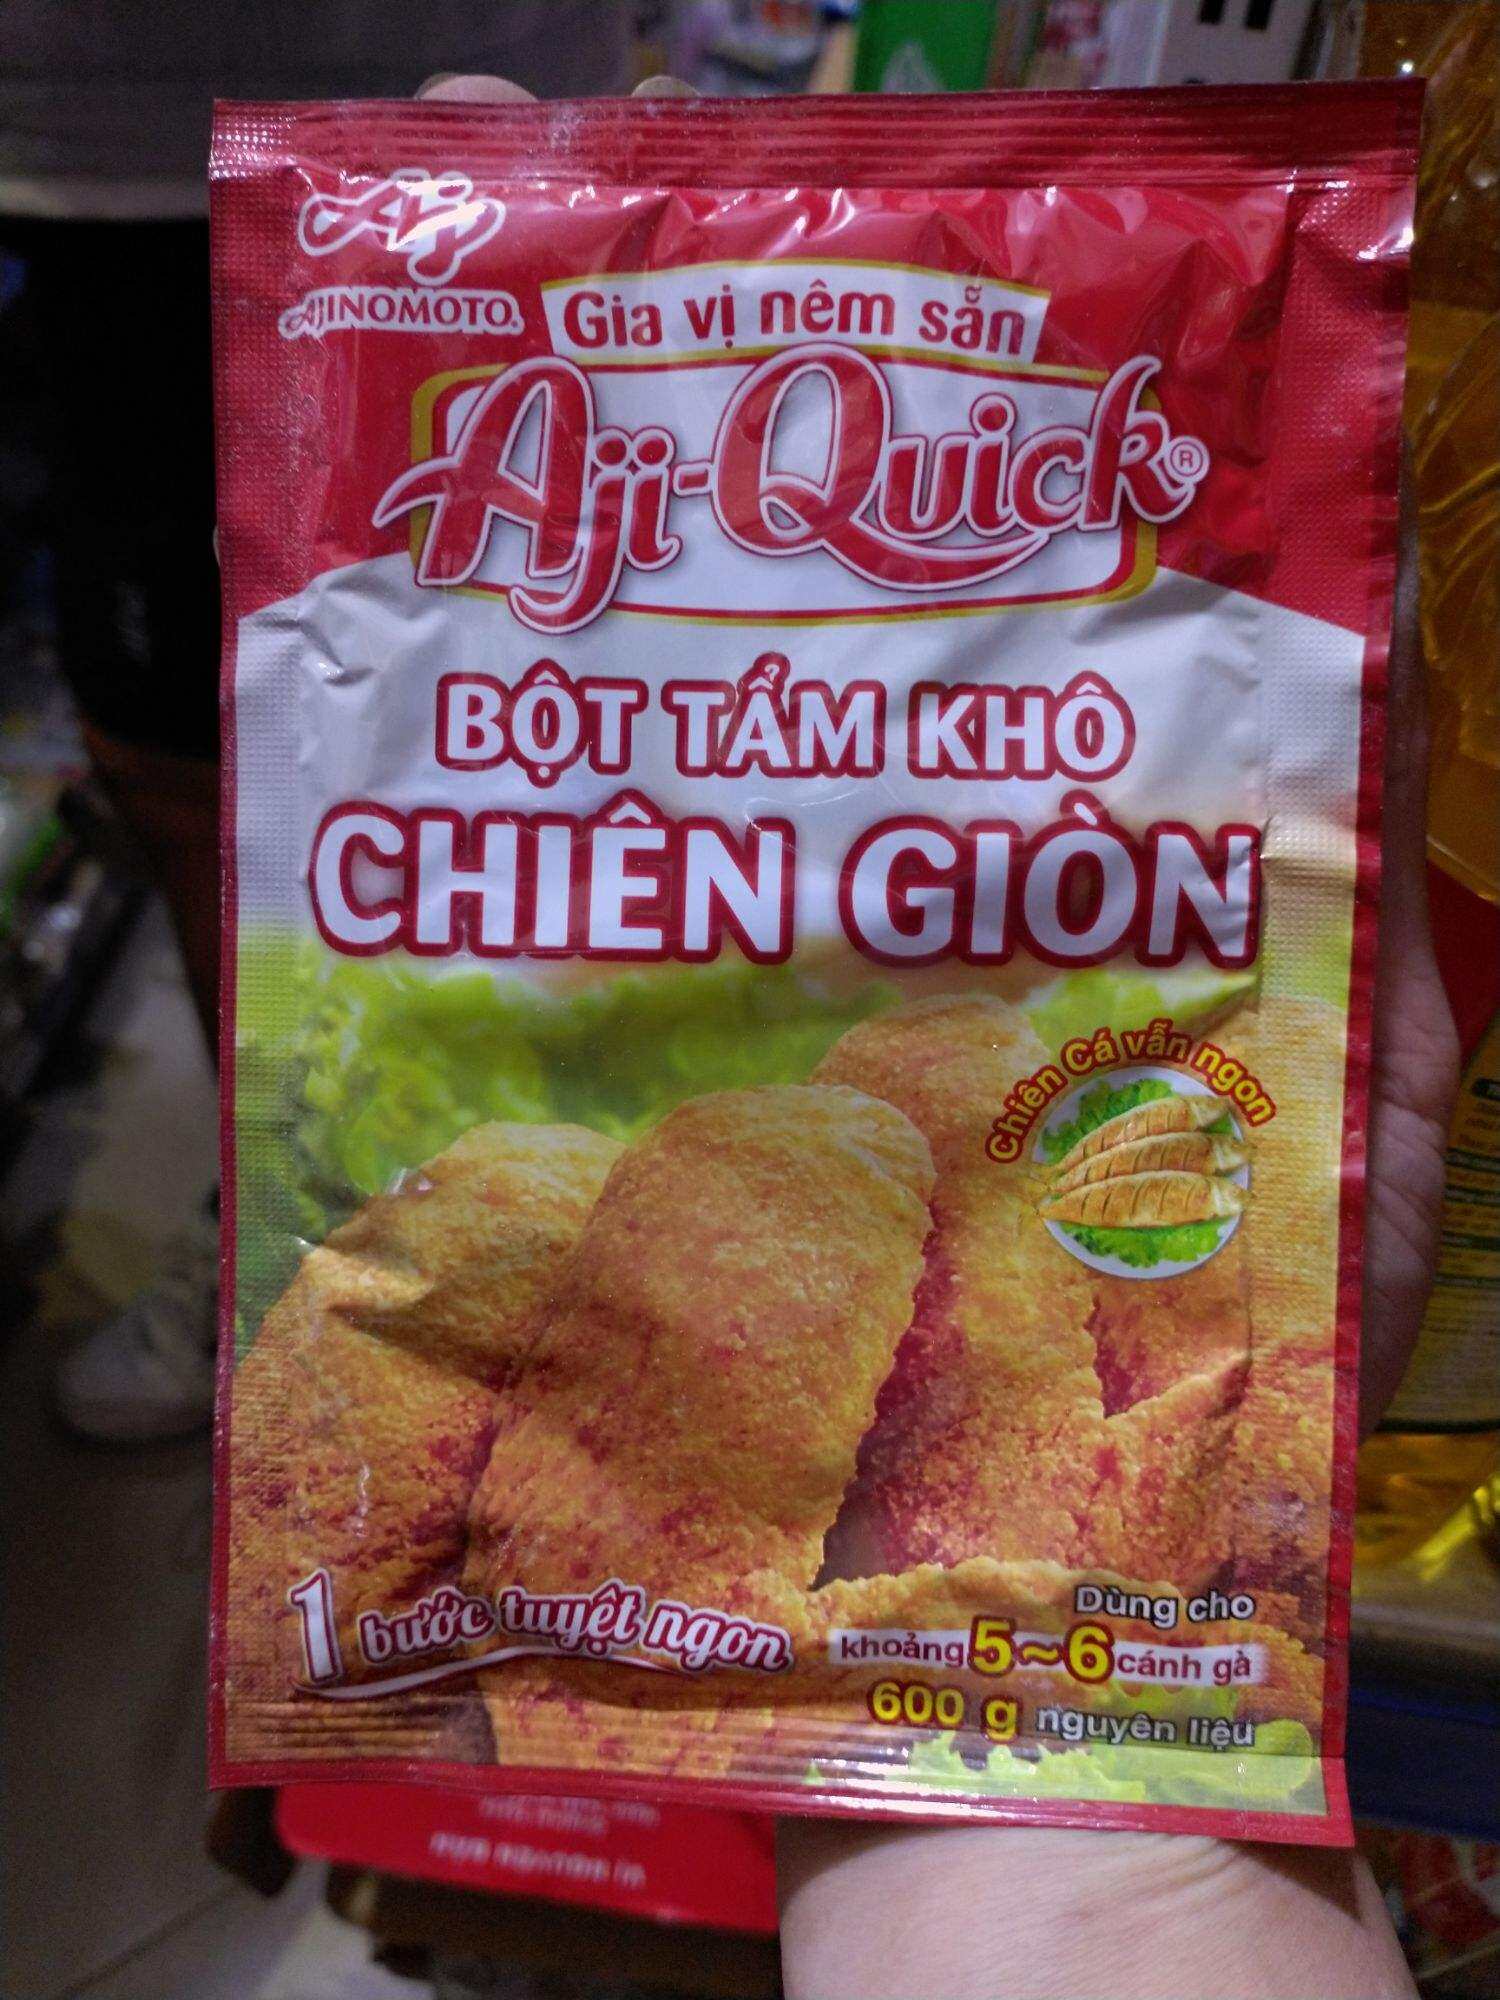 Aji
AJINOMOTO.
Gia vị nêm sẵn
Aji-Quick®
BỘT TẨM KHÔ
CHIÊN GIÒN
Chiên Cá vẫn ngon
1 bước tuyệt ngon
Dùng cho
khoảng 5~6 cánh gà
600 g nguyên liệu